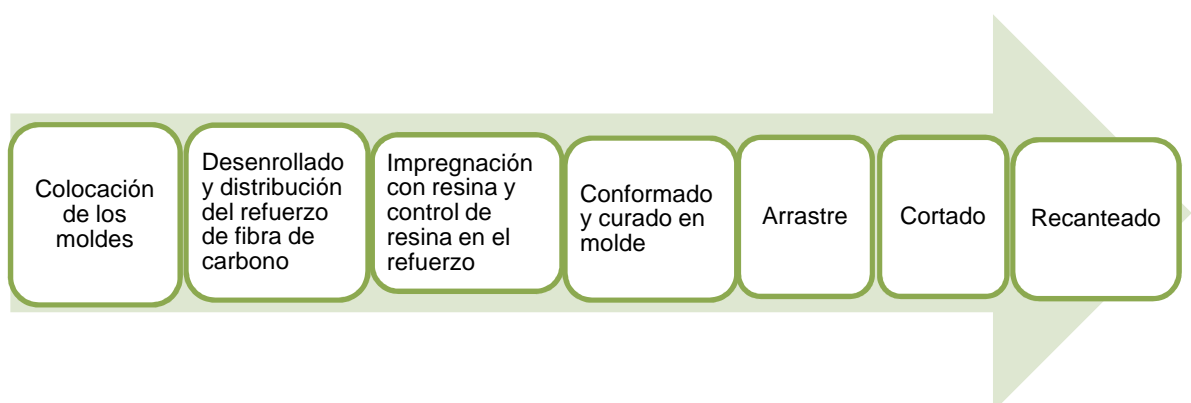 Colocación
de los
moldes
Desenrollado
y distribución
del refuerzo
de fibra de
carbono
Impregnación
con resina y
control de
resina en el
refuerzo
Conformado
y curado en
molde
Arrastre
Cortado
Recanteado